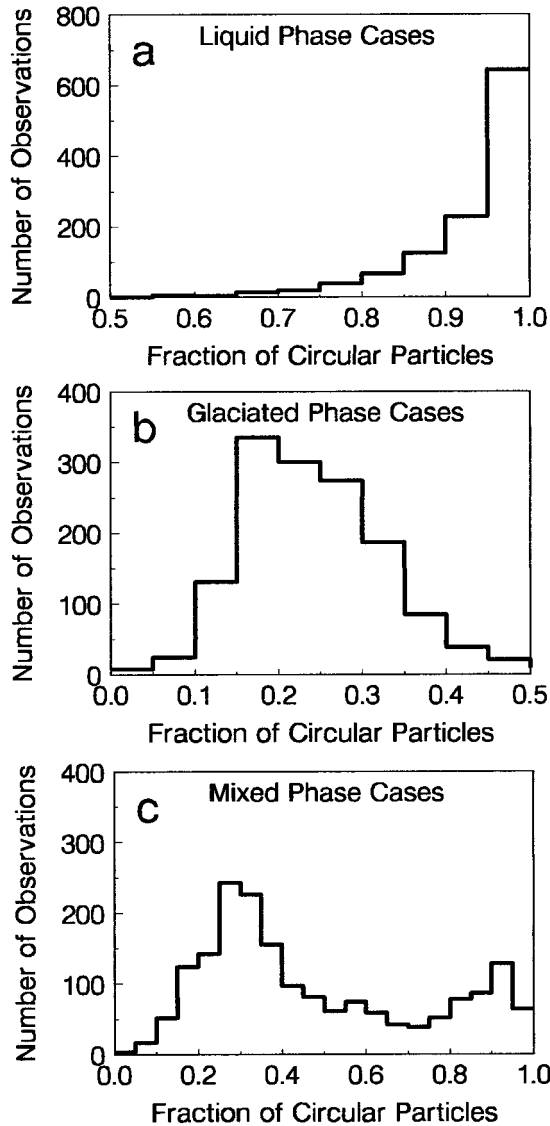 a
Liquid Phase Cases
Number of Observations
800
600
400
200
0
0.5 0.6 0.7 0.8 0.9 1.0
Fraction of Circular Particles
b
Glaciated Phase Cases
Number of Observations
400
300
200
100
0
0.0 0.1 0.2 0.3 0.4 0.5
Fraction of Circular Particles
c
Mixed Phase Cases
Number of Observations
400
300
200
100
0
0.0 0.2 0.4 0.6 0.8 1.0
Fraction of Circular Particles